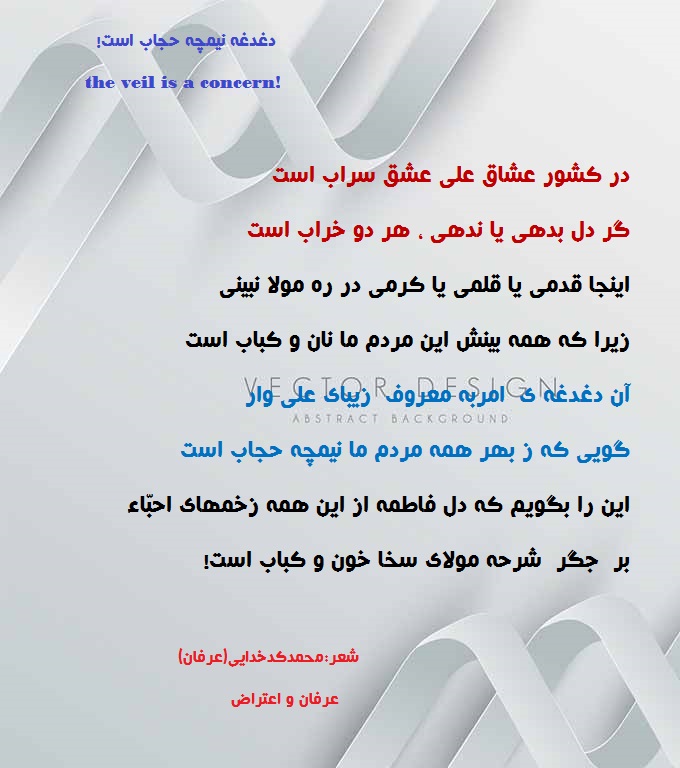 دغدغه نیمچه حجاب است!
the veil is a concern!
در کشور عشاق علی عشق سراب است
گر دل بدهی یا ندهی ، هر دو خراب است
اینجا قدمی یا قلمی یا کرمی در ره مولا نبینی
زیرا که همه بینش این مردم ما نان و کباب است
VECTOR DESIGN
آن دغدغه ی امربه معروف زیبای علی وار
ABSTRACT BACKGROUND
گویی که ز بهر همه مردم ما نیمچه حجاب است
این را بگویم که دل فاطمه از این همه زخمهای احبّاء
بر جگر شرحه مولای سخا خون و کباب است!
شعر:محمدکدخدایی(عرفان)
عرفان و اعتراض